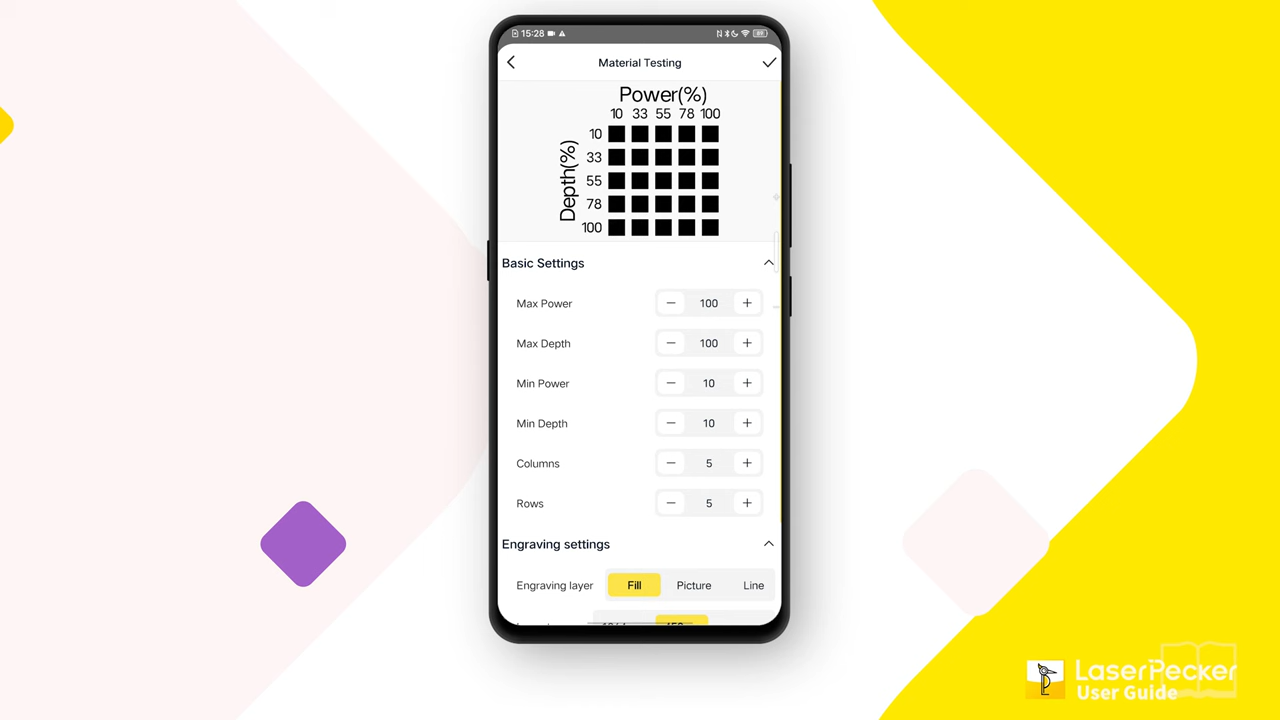 15:28
89
Material Testing
Power(%)
10 33 55 78 100
Depth(%)
10
33
55
78
100
Basic Settings
Max Power − 100 +
Max Depth − 100 +
Min Power − 10 +
Min Depth − 10 +
Columns − 5 +
Rows − 5 +
Engraving settings
Engraving layer Fill Picture Line
LaserPecker
User Guide